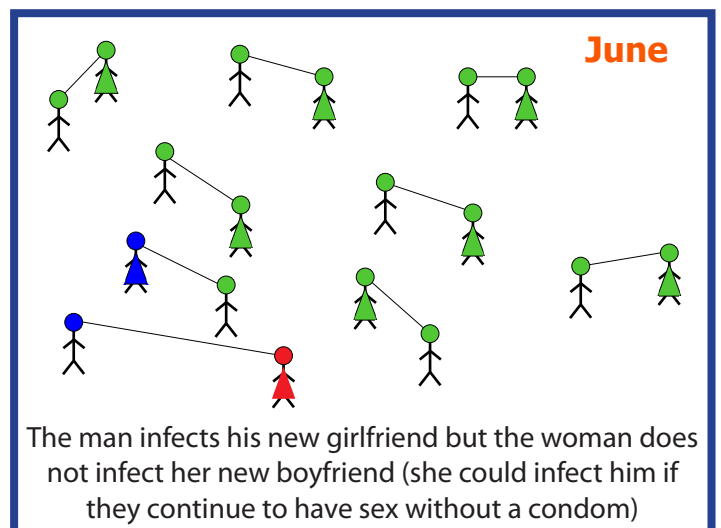 June
The man infects his new girlfriend but the woman does
not infect her new boyfriend (she could infect him if
they continue to have sex without a condom)